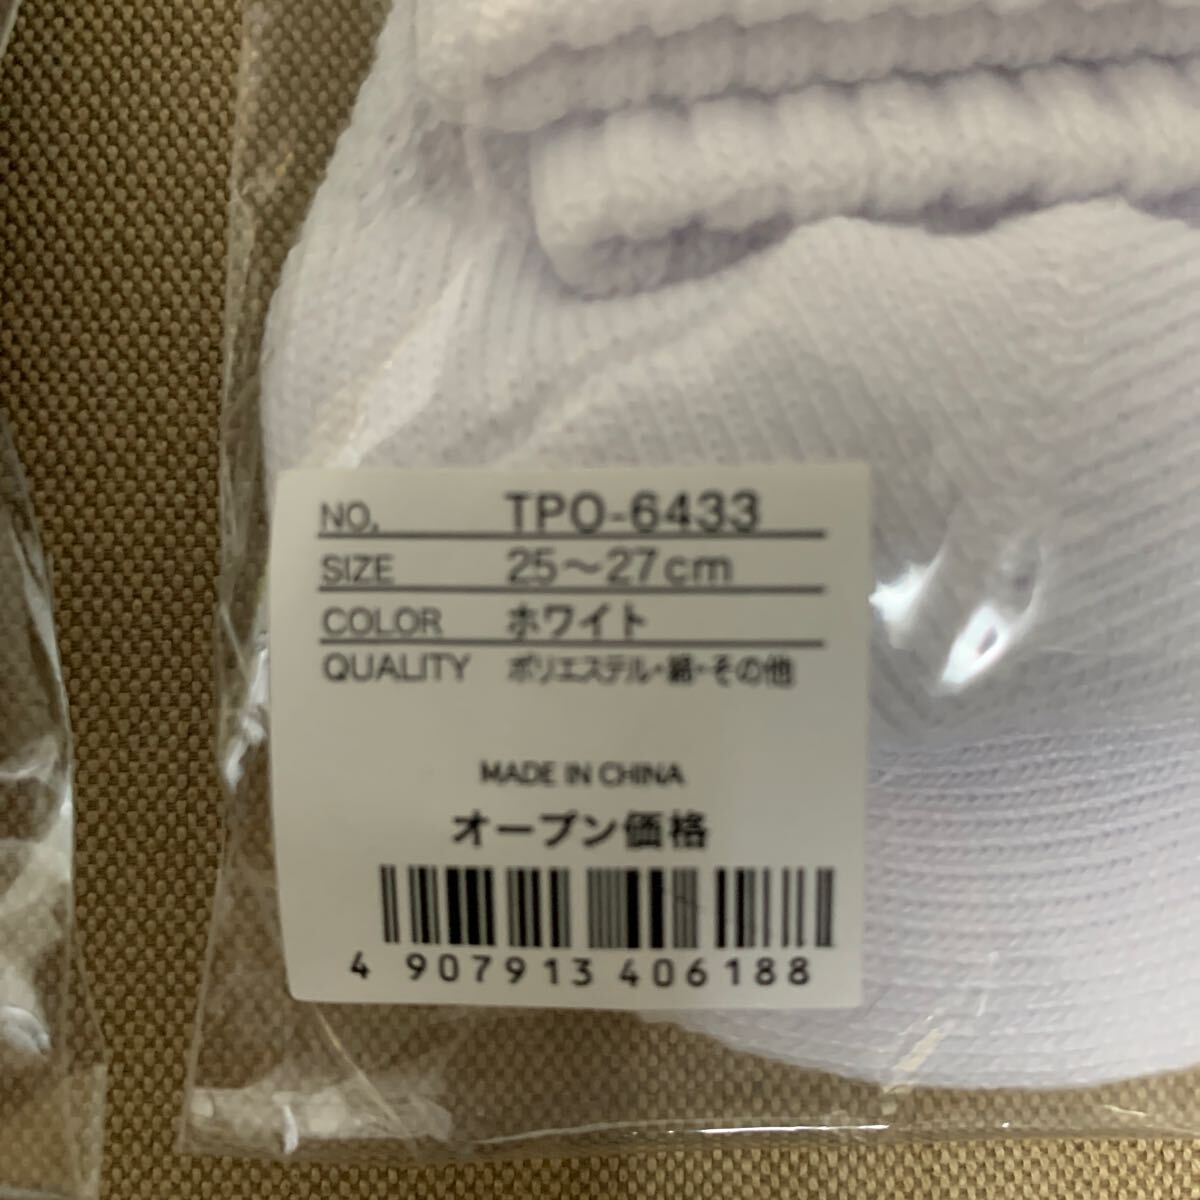 NO. TPO-6433
SIZE 25〜27cm
COLOR ホワイト
QUALITY ポリエステル・綿・その他
MADE IN CHINA
オープン価格
4 907913 406188